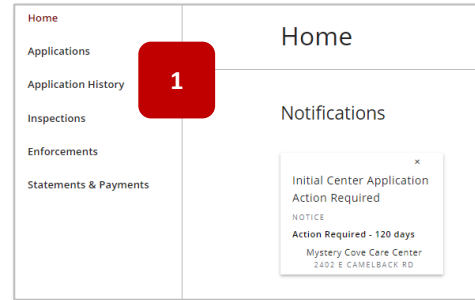 Home
Applications
Application History
Inspections
Enforcements
Statements & Payments
1
Home
Notifications
×
Initial Center Application
Action Required
NOTICE
Action Required - 120 days
Mystery Cove Care Center
2402 E CAMELBACK RD